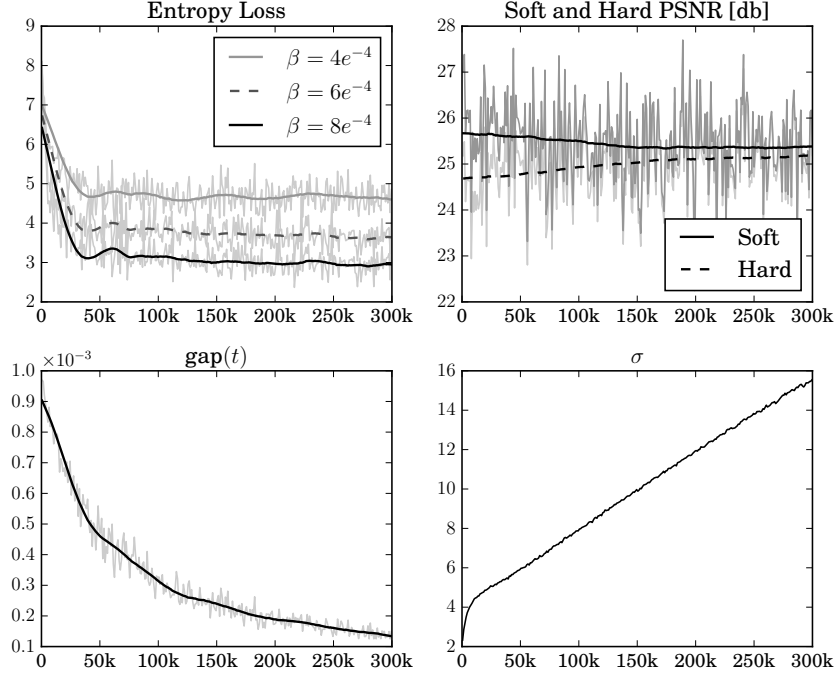 Entropy Loss
9
8
7
6
5
4
3
2
β = 4e⁻⁴
β = 6e⁻⁴
β = 8e⁻⁴
0 50k 100k 150k 200k 250k 300k
Soft and Hard PSNR [db]
28
27
26
25
24
23
22
Soft
Hard
0 50k 100k 150k 200k 250k 300k
gap(t)
×10⁻³
1.0
0.9
0.8
0.7
0.6
0.5
0.4
0.3
0.2
0.1
0 50k 100k 150k 200k 250k 300k
σ
16
14
12
10
8
6
4
2
0 50k 100k 150k 200k 250k 300k